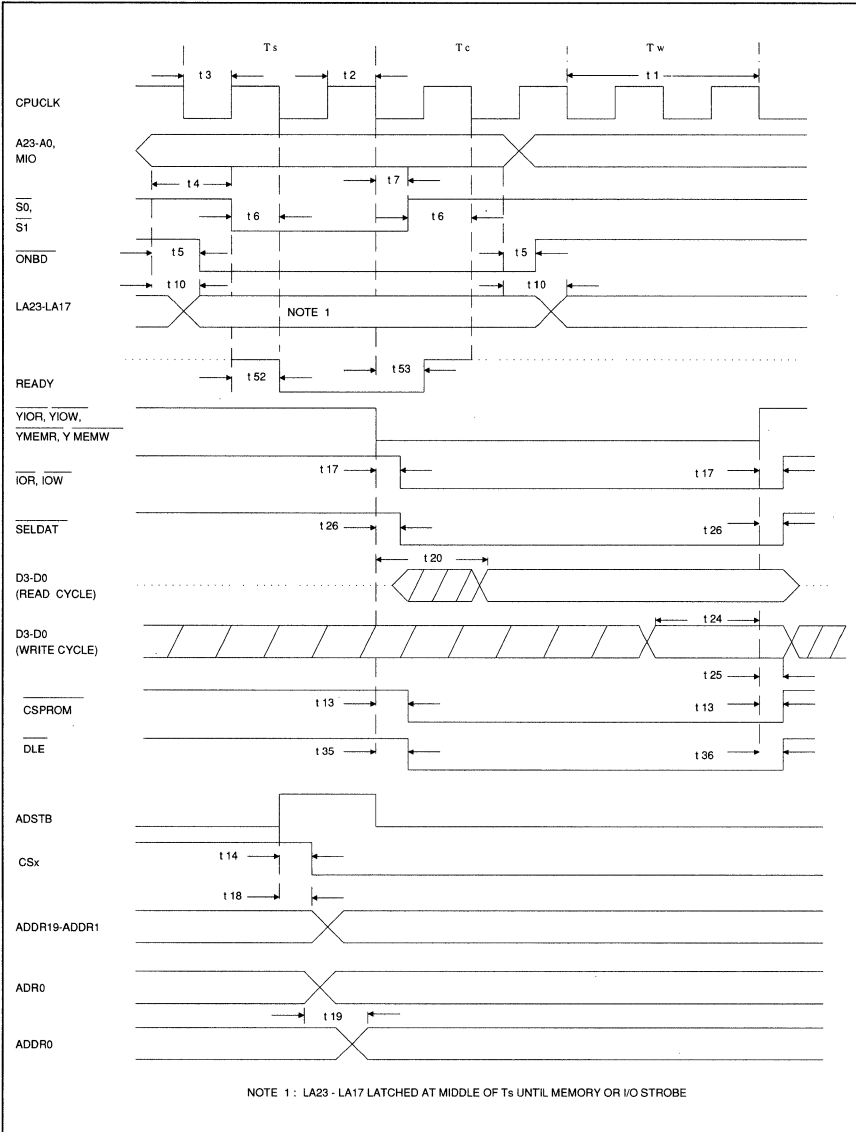 Ts Tc Tw
t3 t2 t1
CPUCLK
A23-A0,
MIO
t4 t7
S0,
S1
t6 t6
ONBD
t5 t5
t10 t10
LA23-LA17
NOTE 1
READY
t52 t53
YIOR, YIOW,
YMEMR, Y MEMW
IOR, IOW
t17 t17
SELDAT
t26 t26
t20
D3-D0
(READ CYCLE)
t24
D3-D0
(WRITE CYCLE)
t25
CSPROM
t13 t13
DLE
t35 t36
ADSTB
CSx
t14
t18
ADDR19-ADDR1
ADR0
t19
ADDR0
NOTE 1 : LA23 - LA17 LATCHED AT MIDDLE OF Ts UNTIL MEMORY OR I/O STROBE